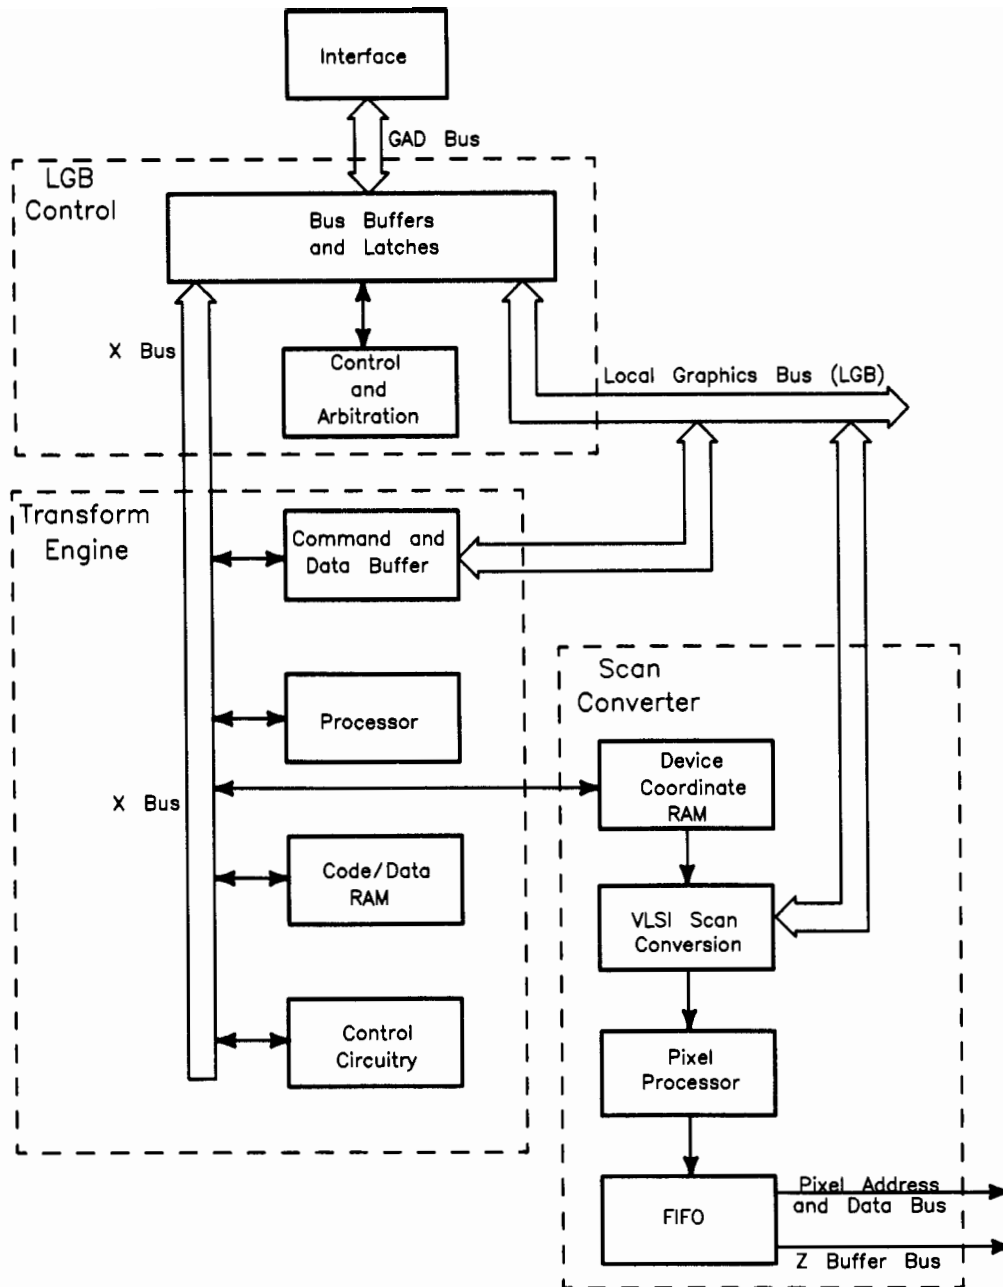 Interface
GAD Bus
LGB
Control
Bus Buffers
and Latches
X Bus
Control
and
Arbitration
Local Graphics Bus (LGB)
Transform
Engine
Command and
Data Buffer
Processor
X Bus
Code/Data
RAM
Control
Circuitry
Scan
Converter
Device
Coordinate
RAM
VLSI Scan
Conversion
Pixel
Processor
FIFO
Pixel Address
and Data Bus
Z Buffer Bus